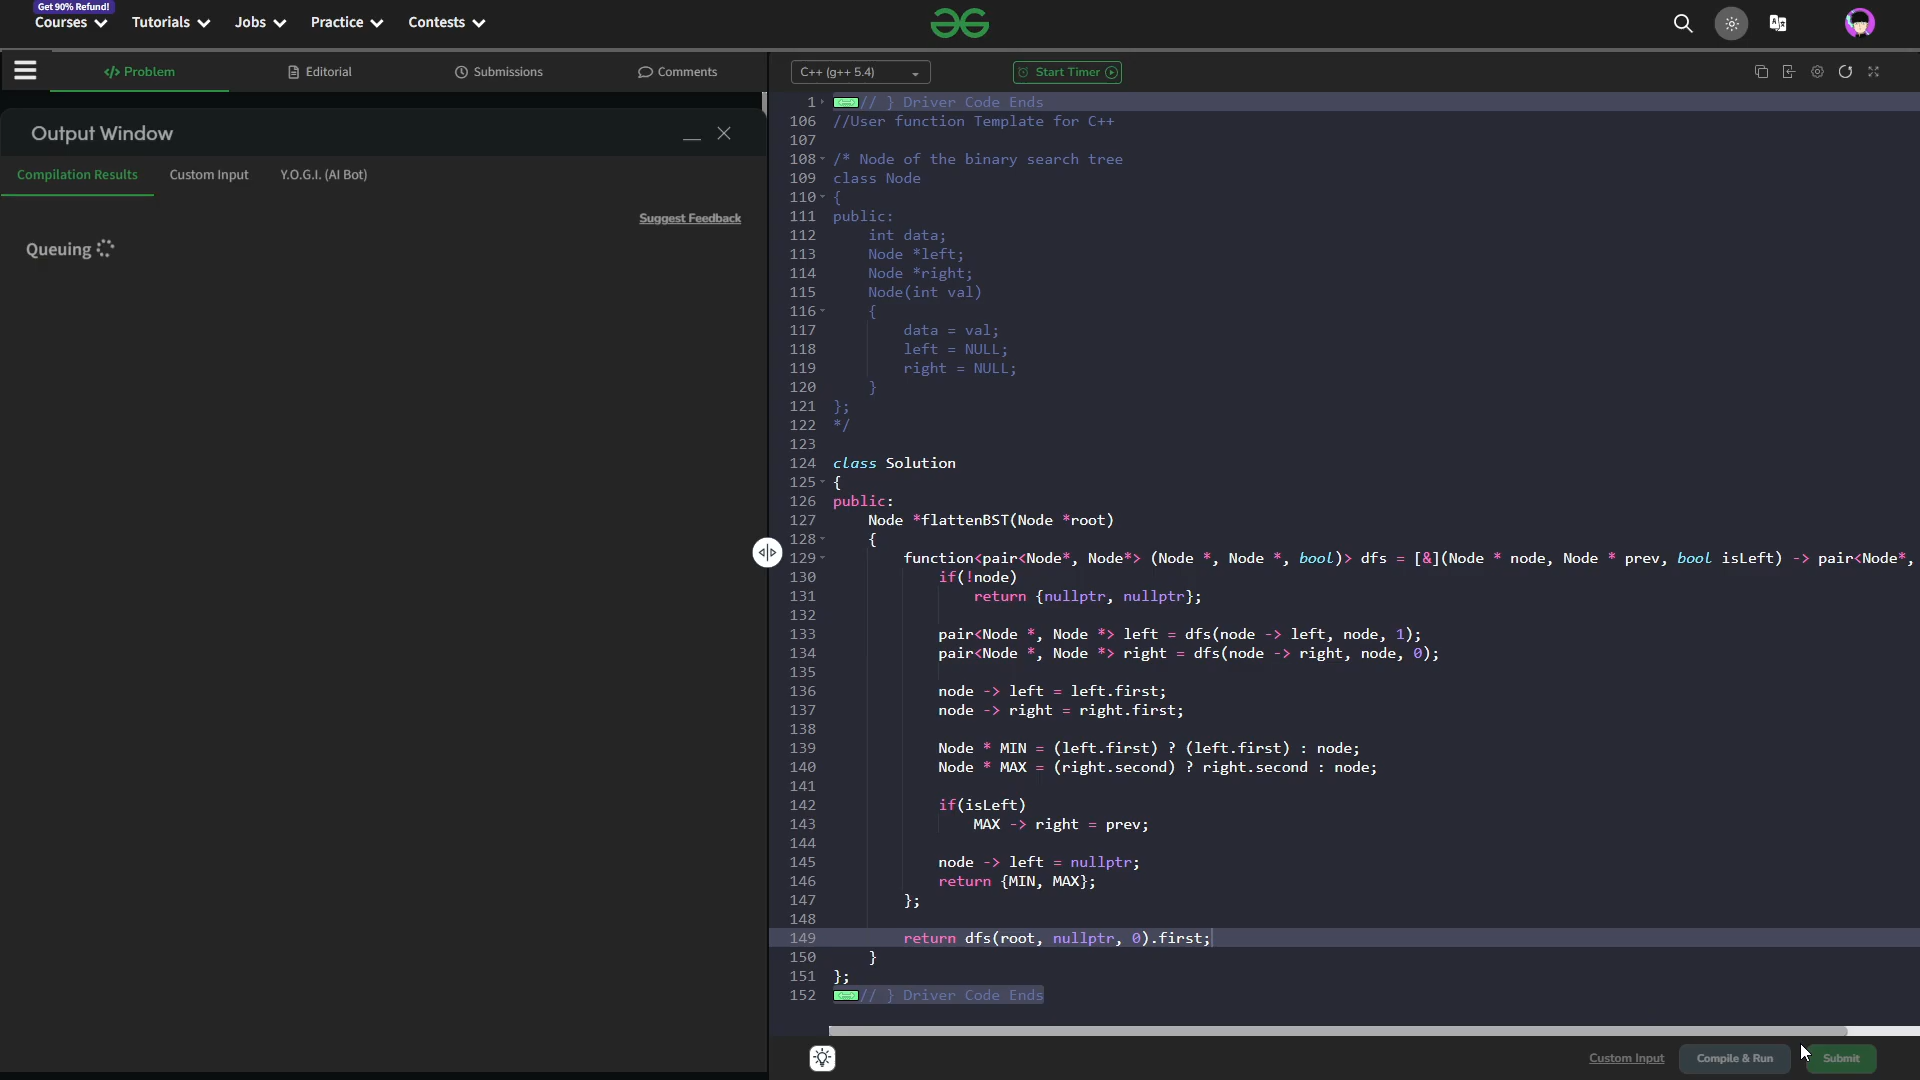 Get 90% Refund!
Courses
Tutorials
Jobs
Practice
Contests
Problem
Editorial
Submissions
Comments
C++ (g++ 5.4)
Start Timer
Output Window
Compilation Results
Custom Input
Y.O.G.I. (AI Bot)
Suggest Feedback
Queuing
1 // } Driver Code Ends
106 //User function Template for C++
107
108 /* Node of the binary search tree
109 class Node
110 {
111 public:
112 int data;
113 Node *left;
114 Node *right;
115 Node(int val)
116 {
117 data = val;
118 left = NULL;
119 right = NULL;
120 }
121 };
122 */
123
124 class Solution
125 {
126 public:
127 Node *flattenBST(Node *root)
128 {
129 function<pair<Node*, Node*> (Node *, Node *, bool)> dfs = [&](Node * node, Node * prev, bool isLeft) -> pair<Node*,
130 if(!node)
131 return {nullptr, nullptr};
132
133 pair<Node *, Node *> left = dfs(node -> left, node, 1);
134 pair<Node *, Node *> right = dfs(node -> right, node, 0);
135
136 node -> left = left.first;
137 node -> right = right.first;
138
139 Node * MIN = (left.first) ? (left.first) : node;
140 Node * MAX = (right.second) ? right.second : node;
141
142 if(isLeft)
143 MAX -> right = prev;
144
145 node -> left = nullptr;
146 return {MIN, MAX};
147 };
148
149 return dfs(root, nullptr, 0).first;
150 }
151 };
152 // } Driver Code Ends
Custom Input
Compile & Run
Submit